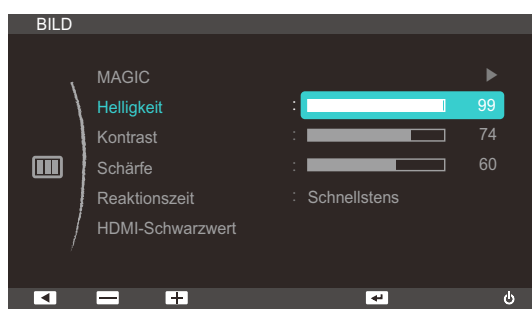 BILD
MAGIC
Helligkeit : 99
Kontrast : 74
Schärfe : 60
Reaktionszeit : Schnellstens
HDMI-Schwarzwert